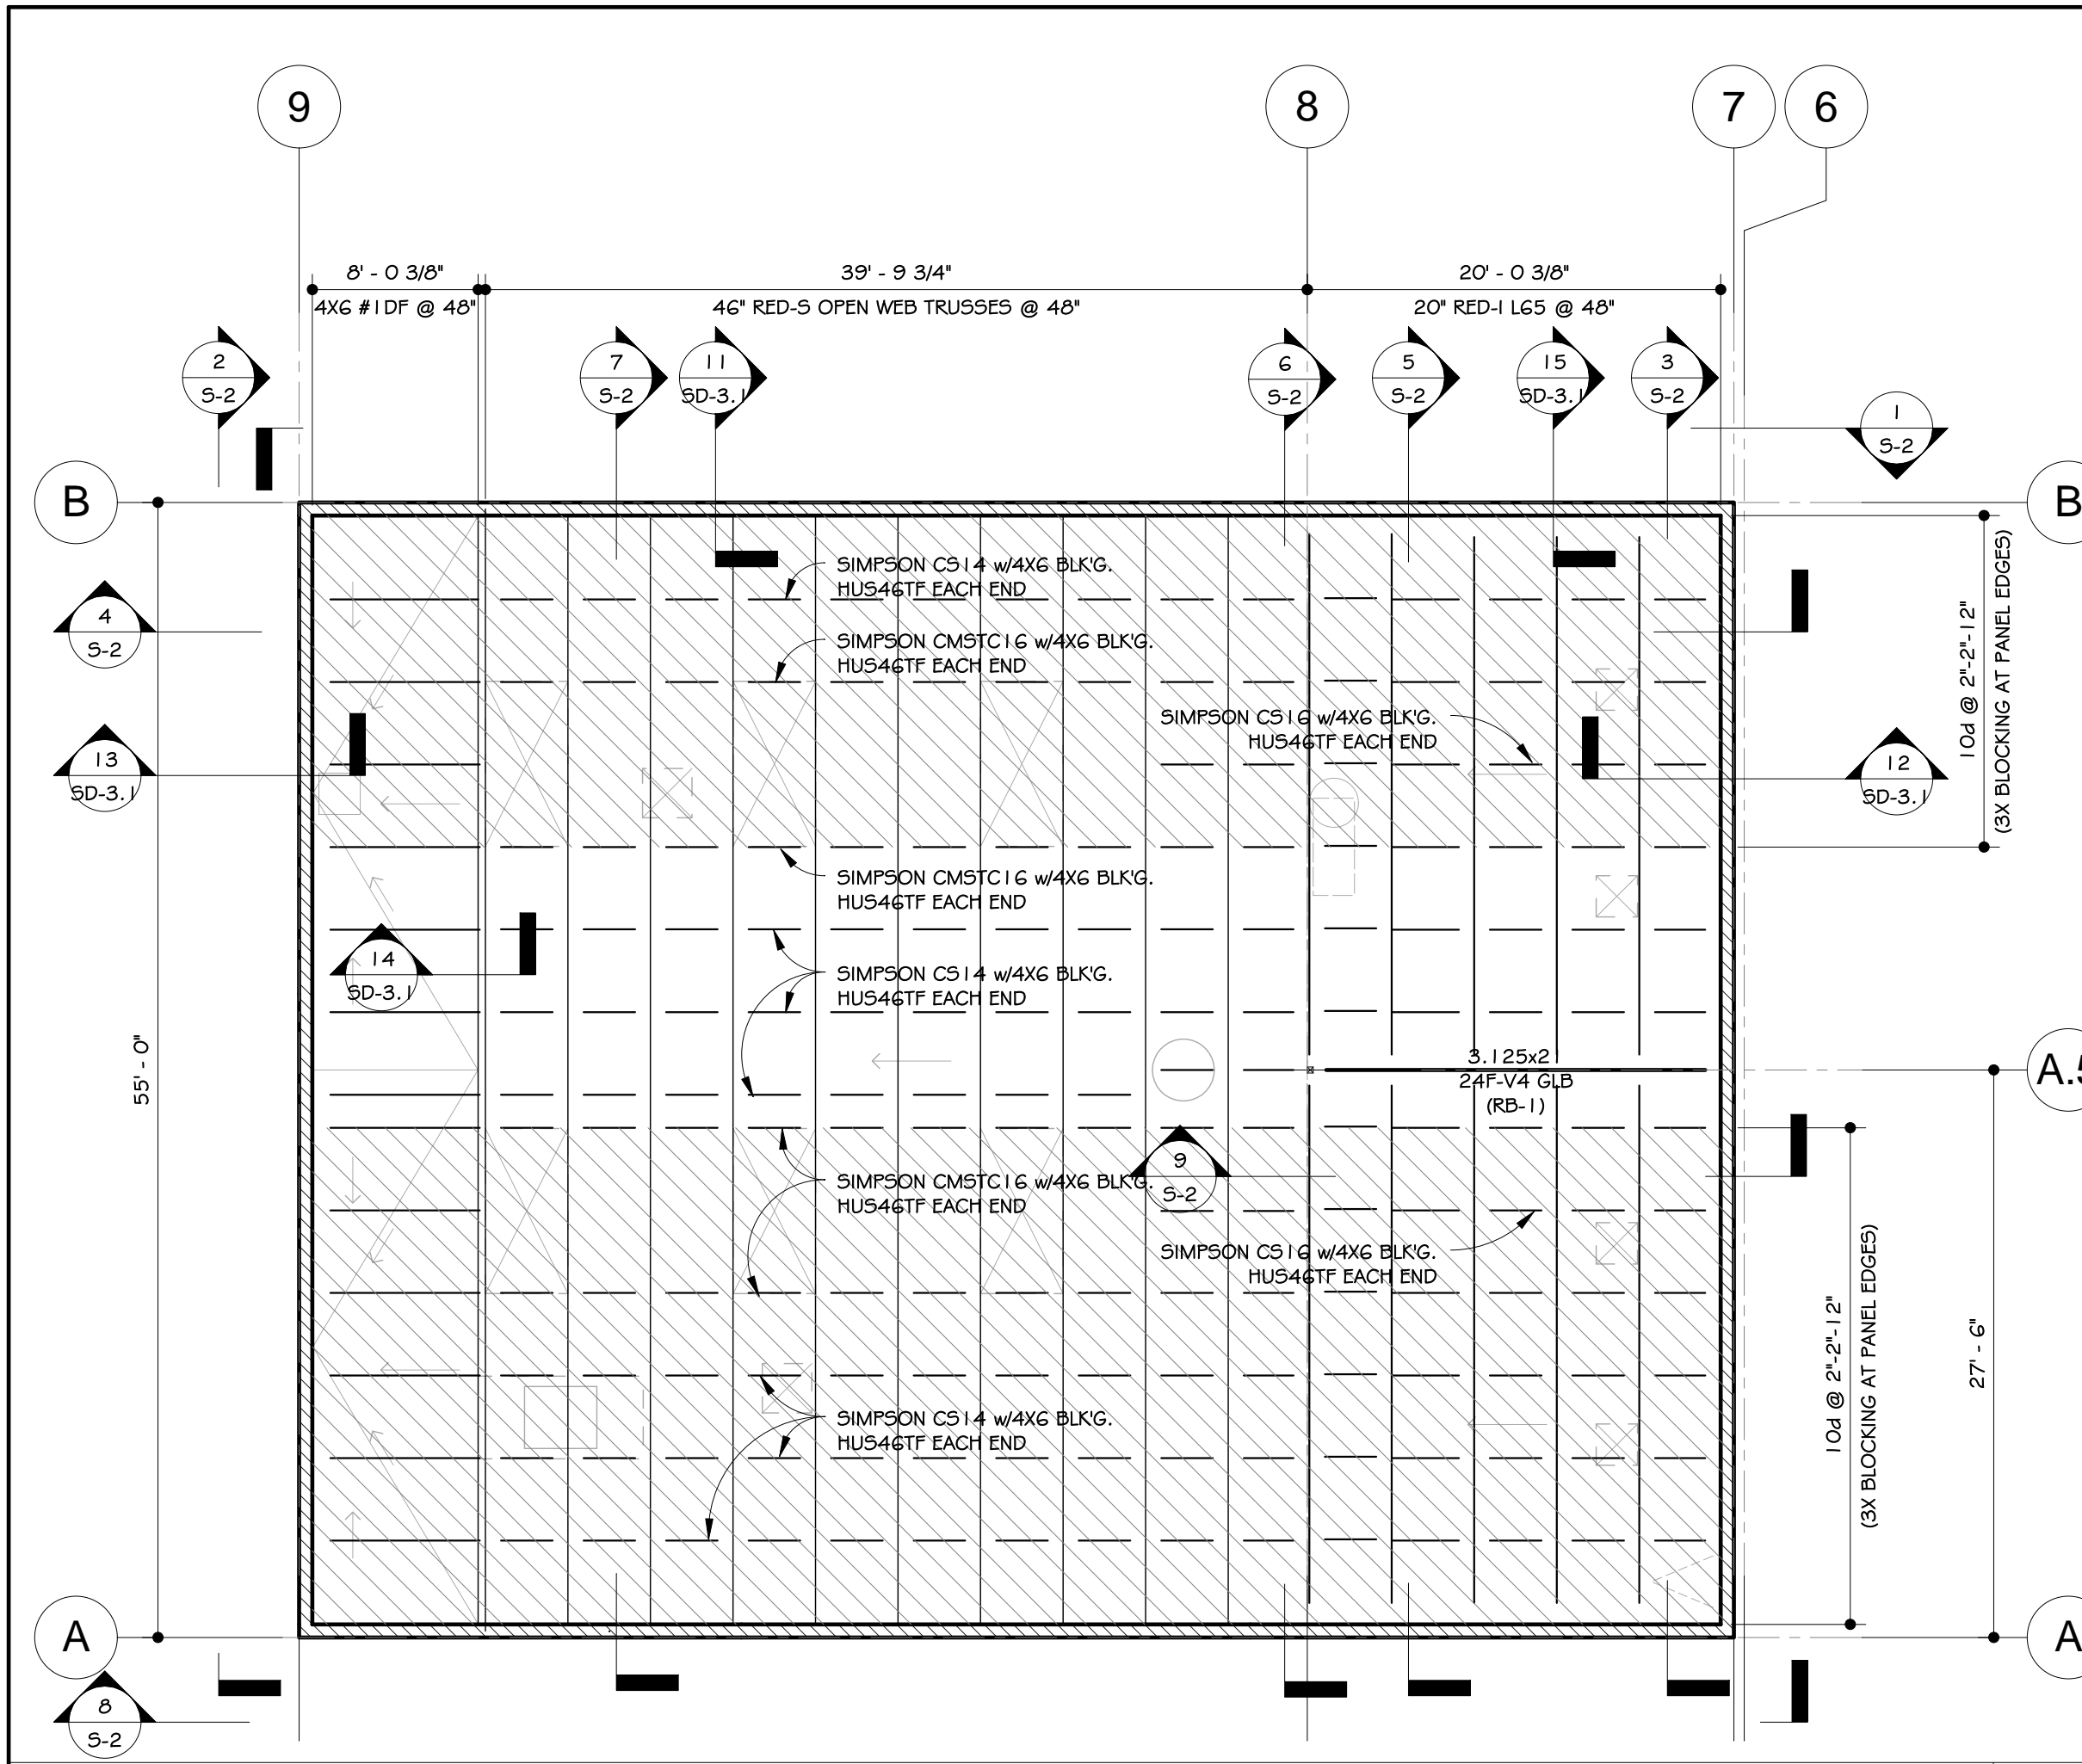 9
8
7
6
8' - 0 3/8"
39' - 9 3/4"
20' - 0 3/8"
4X6 #1 DF @ 48"
46" RED-S OPEN WEB TRUSSES @ 48"
20" RED-I L65 @ 48"
2
S-2
7
S-2
11
SD-3.1
6
S-2
5
S-2
15
SD-3.1
3
S-2
1
S-2
B
B
SIMPSON CS14 w/4X6 BLK'G.
HUS46TF EACH END
4
S-2
SIMPSON CMSTC16 w/4X6 BLK'G.
HUS46TF EACH END
10d @ 2"-2"-12"
(3X BLOCKING AT PANEL EDGES)
SIMPSON CS16 w/4X6 BLK'G.
HUS46TF EACH END
13
SD-3.1
12
SD-3.1
SIMPSON CMSTC16 w/4X6 BLK'G.
HUS46TF EACH END
14
SD-3.1
SIMPSON CS14 w/4X6 BLK'G.
HUS46TF EACH END
55' - 0"
3.125x21
24F-V4 GLB
(RB-1)
A.5
SIMPSON CMSTC16 w/4X6 BLK'G.
HUS46TF EACH END
9
S-2
SIMPSON CS16 w/4X6 BLK'G.
HUS46TF EACH END
10d @ 2"-2"-12"
(3X BLOCKING AT PANEL EDGES)
27' - 6"
SIMPSON CS14 w/4X6 BLK'G.
HUS46TF EACH END
A
A
8
S-2